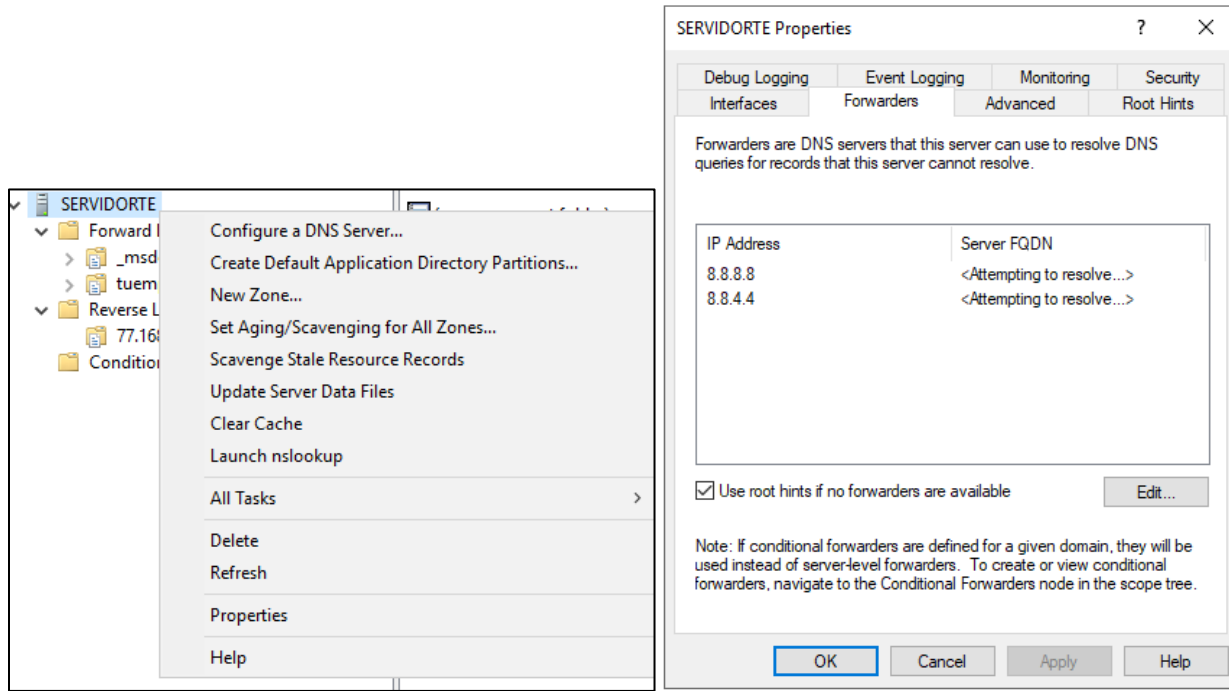 SERVIDORTE
Forward
_msd
tuem
Reverse L
77.16
Conditio
Configure a DNS Server...
Create Default Application Directory Partitions...
New Zone...
Set Aging/Scavenging for All Zones...
Scavenge Stale Resource Records
Update Server Data Files
Clear Cache
Launch nslookup
All Tasks
Delete
Refresh
Properties
Help
SERVIDORTE Properties
Debug Logging Event Logging Monitoring Security
Interfaces Forwarders Advanced Root Hints
Forwarders are DNS servers that this server can use to resolve DNS
queries for records that this server cannot resolve.
IP Address Server FQDN
8.8.8.8 <Attempting to resolve...>
8.8.4.4 <Attempting to resolve...>
Use root hints if no forwarders are available Edit...
Note: If conditional forwarders are defined for a given domain, they will be
used instead of server-level forwarders. To create or view conditional
forwarders, navigate to the Conditional Forwarders node in the scope tree.
OK Cancel Apply Help